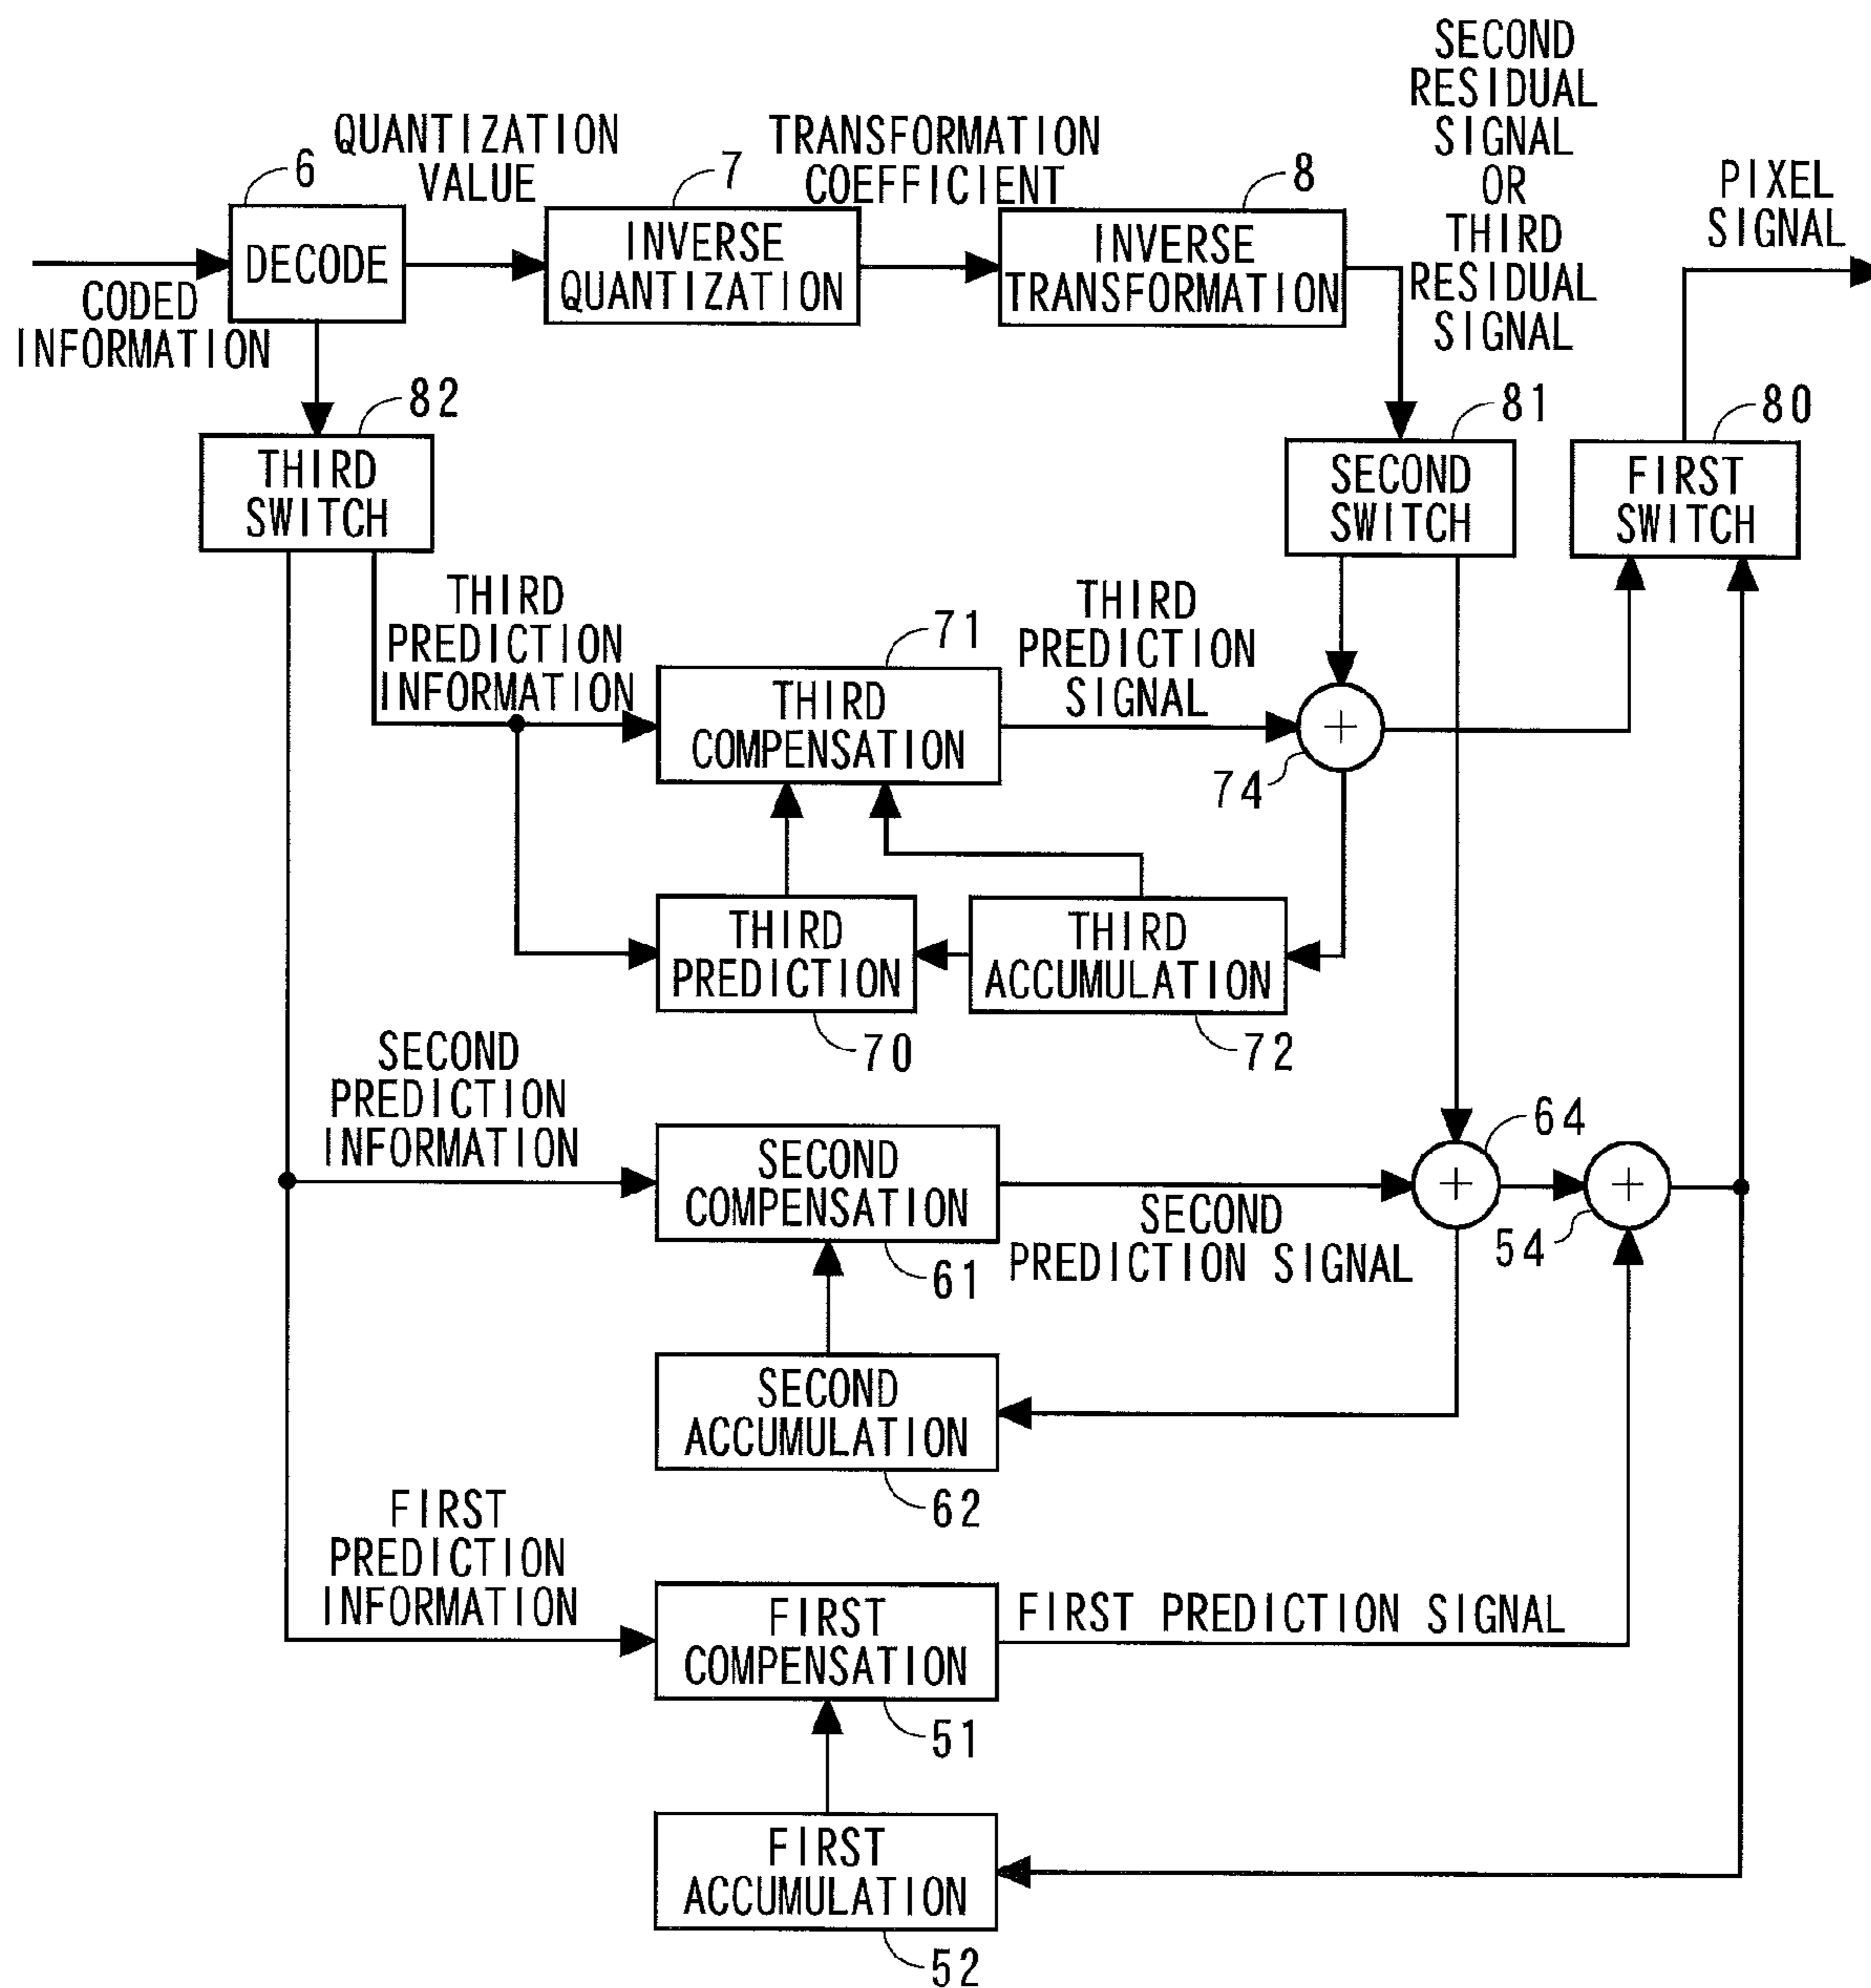 SECOND
RESIDUAL
SIGNAL
OR
THIRD
RESIDUAL
SIGNAL
QUANTIZATION
VALUE
TRANSFORMATION
COEFFICIENT
PIXEL
SIGNAL
6
7
8
DECODE
INVERSE
QUANTIZATION
INVERSE
TRANSFORMATION
CODED
INFORMATION
82
81
80
THIRD
SWITCH
SECOND
SWITCH
FIRST
SWITCH
THIRD
PREDICTION
INFORMATION
71
THIRD
COMPENSATION
THIRD
PREDICTION
SIGNAL
+
74
THIRD
PREDICTION
70
THIRD
ACCUMULATION
72
SECOND
PREDICTION
INFORMATION
SECOND
COMPENSATION
61
SECOND
PREDICTION SIGNAL
+
64
+
54
SECOND
ACCUMULATION
62
FIRST
PREDICTION
INFORMATION
FIRST
COMPENSATION
51
FIRST PREDICTION SIGNAL
FIRST
ACCUMULATION
52